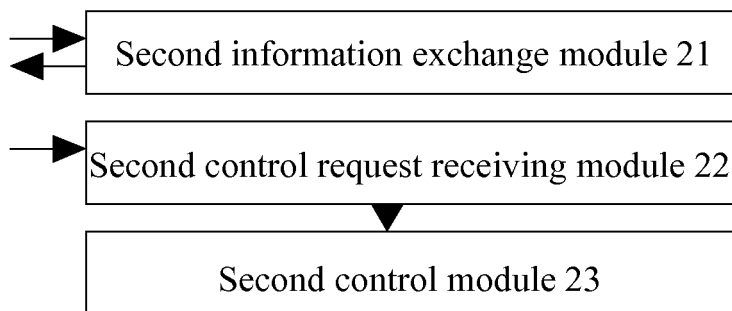 Second information exchange module 21
Second control request receiving module 22
Second control module 23